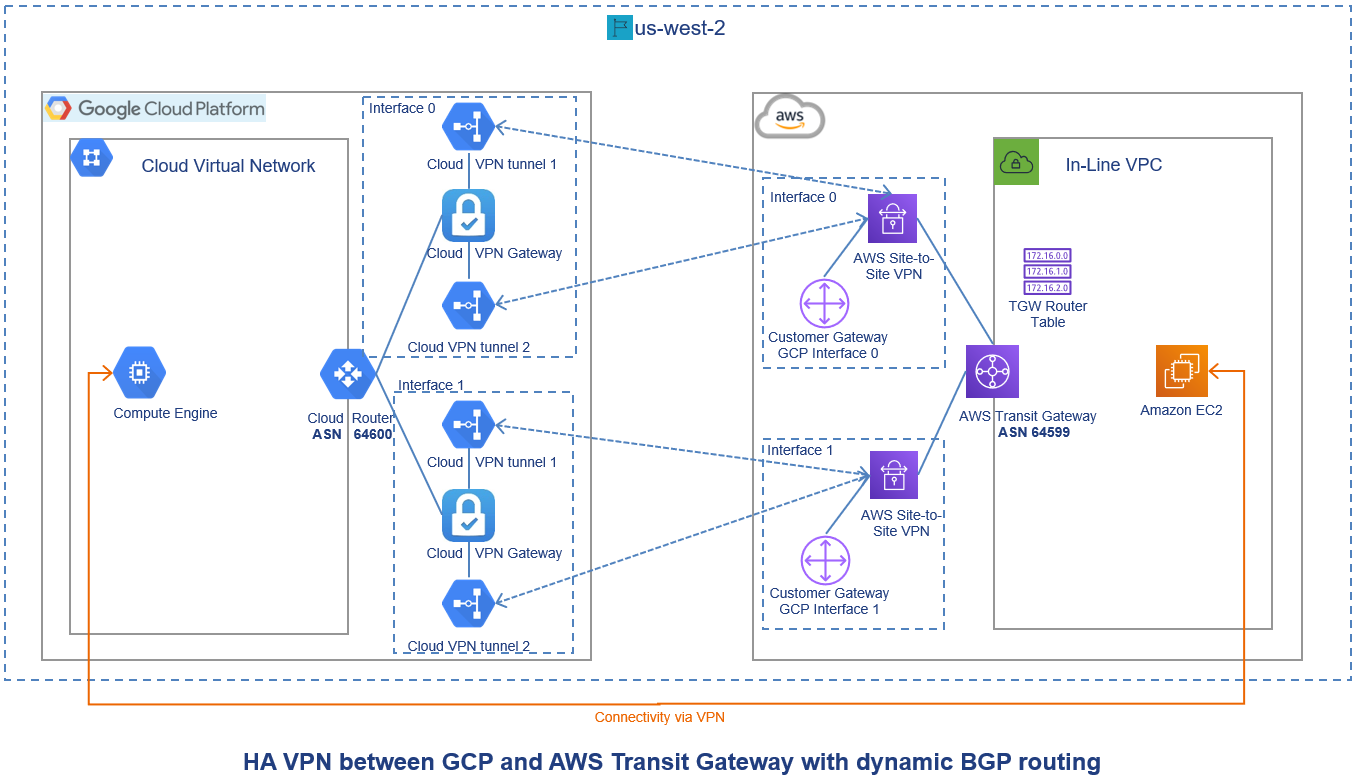 us-west-2
Google Cloud Platform
Cloud Virtual Network
Interface 0
Cloud VPN tunnel 1
Cloud VPN Gateway
Cloud VPN tunnel 2
Compute Engine
Cloud Router
ASN 64600
Interface 1
Cloud VPN tunnel 1
Cloud VPN Gateway
Cloud VPN tunnel 2
aws
Interface 0
AWS Site-to-
Site VPN
Customer Gateway
GCP Interface 0
Interface 1
AWS Site-to-
Site VPN
Customer Gateway
GCP Interface 1
In-Line VPC
172.16.0.0
172.16.1.0
172.16.2.0
TGW Router
Table
AWS Transit Gateway
ASN 64599
Amazon EC2
Connectivity via VPN
HA VPN between GCP and AWS Transit Gateway with dynamic BGP routing